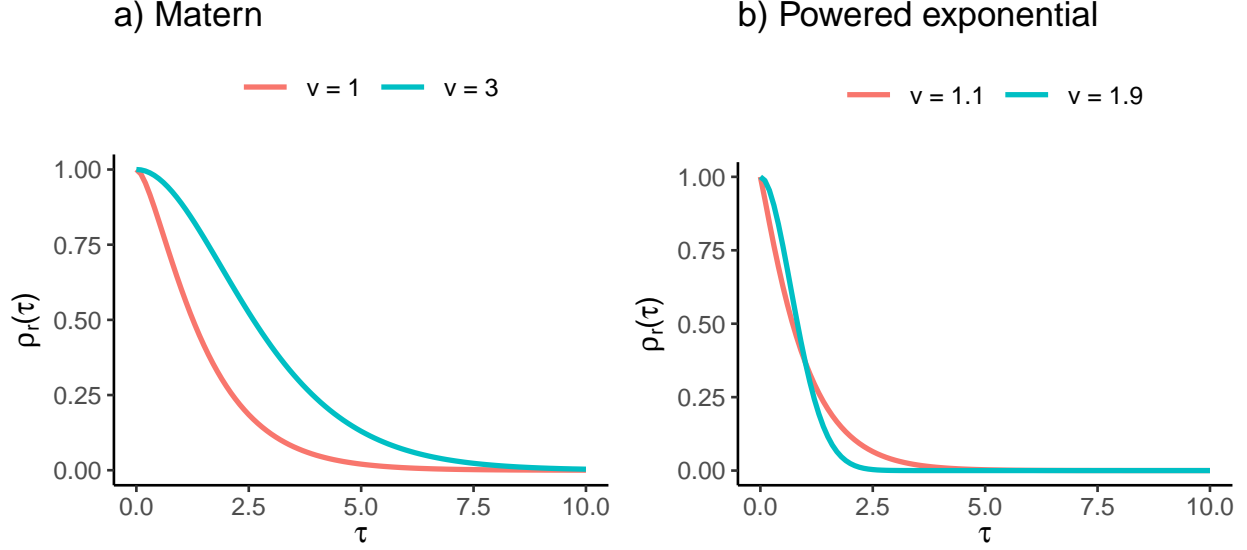 a) Matern
v = 1 v = 3
1.00
0.75
0.50
0.25
0.00
ρr(τ)
0.0 2.5 5.0 7.5 10.0
τ
b) Powered exponential
v = 1.1 v = 1.9
1.00
0.75
0.50
0.25
0.00
ρr(τ)
0.0 2.5 5.0 7.5 10.0
τ